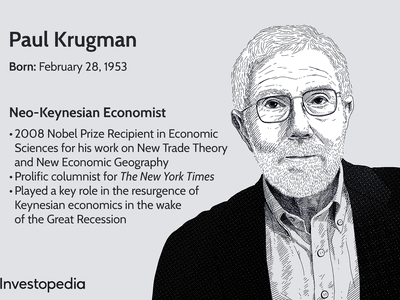 Paul Krugman
Born: February 28, 1953
Neo-Keynesian Economist
• 2008 Nobel Prize Recipient in Economic
Sciences for his work on New Trade Theory
and New Economic Geography
• Prolific columnist for The New York Times
• Played a key role in the resurgence of
Keynesian economics in the wake
of the Great Recession
Investopedia